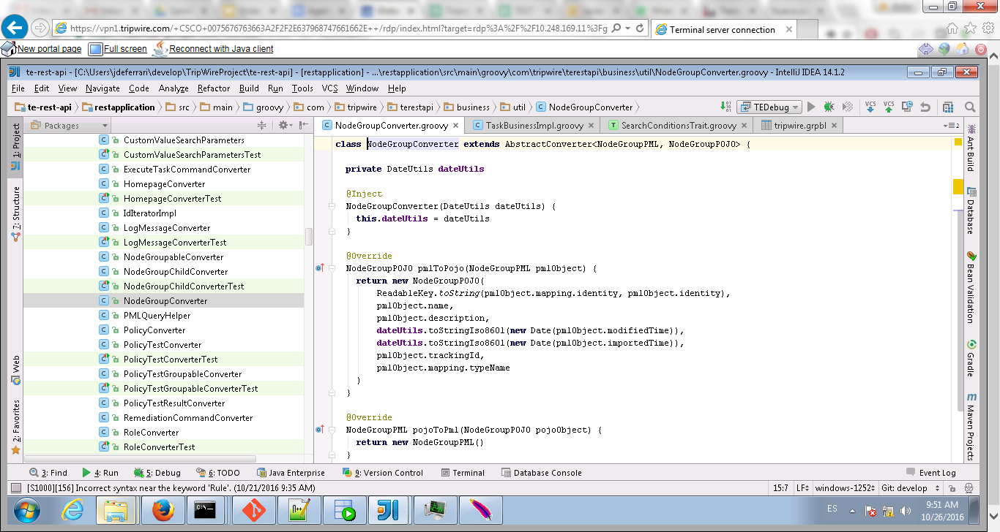 https://vpn1.tripwire.com/+CSCO+0075676763663A2F2F2E637968747661662E++/rdp/index.html?target=rdp%3A%2F%2F10.248.169.11%3Fg
Terminal server connection
New portal page Full screen Reconnect with Java client
te-rest-api - [C:\Users\jdeferrari\develop\TripWireProject\te-rest-api] - [restapplication] - ...\restapplication\src\main\groovy\com\tripwire\terestapi\business\util\NodeGroupConverter.groovy - IntelliJ IDEA 14.1.2
File Edit View Navigate Code Analyze Refactor Build Run Tools VCS Window Help
te-rest-api restapplication src main groovy com tripwire terestapi business util NodeGroupConverter TEDebug VCS VCS
Packages
NodeGroupConverter.groovy TaskBusinessImpl.groovy SearchConditionsTrait.groovy tripwire.grpbl
1: Project
7: Structure
Web
2: Favorites
CustomValueSearchParameters
CustomValueSearchParametersTest
ExecuteTaskCommandConverter
HomepageConverter
HomepageConverterTest
IdIteratorImpl
LogMessageConverter
LogMessageConverterTest
NodeGroupableConverter
NodeGroupChildConverter
NodeGroupChildConverterTest
NodeGroupConverter
PMLQueryHelper
PolicyConverter
PolicyTestConverter
PolicyTestConverterTest
PolicyTestGroupableConverter
PolicyTestGroupableConverterTest
PolicyTestResultConverter
RemediationCommandConverter
RoleConverter
RoleConverterTest
class NodeGroupConverter extends AbstractConverter<NodeGroupPML, NodeGroupPOJO> {
private DateUtils dateUtils
@Inject
NodeGroupConverter(DateUtils dateUtils) {
this.dateUtils = dateUtils
}
@Override
NodeGroupPOJO pmlToPojo(NodeGroupPML pmlObject) {
return new NodeGroupPOJO(
ReadableKey.toString(pmlObject.mapping.identity, pmlObject.identity),
pmlObject.name,
pmlObject.description,
dateUtils.toStringIso8601(new Date(pmlObject.modifiedTime)),
dateUtils.toStringIso8601(new Date(pmlObject.importedTime)),
pmlObject.trackingId,
pmlObject.mapping.typeName
)
}
@Override
NodeGroupPML pojoToPml(NodeGroupPOJO pojoObject) {
return new NodeGroupPML()
}
Ant Build
Database
Bean Validation
Gradle
Maven Projects
3: Find 4: Run 5: Debug 6: TODO Java Enterprise 9: Version Control Terminal Database Console Event Log
[S1000][156] Incorrect syntax near the keyword 'Rule'. (10/21/2016 9:35 AM) 15:7 LF windows-1252 Git: develop
ES 9:51 AM
10/26/2016